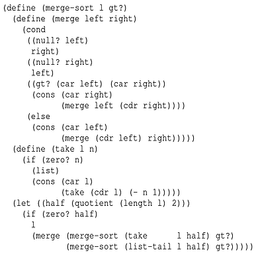 (define (merge-sort l gt?)
  (define (merge left right)
    (cond
     ((null? left)
      right)
     ((null? right)
      left)
     ((gt? (car left) (car right))
      (cons (car right)
            (merge left (cdr right))))
     (else
      (cons (car left)
            (merge (cdr left) right)))))
  (define (take l n)
    (if (zero? n)
      (list)
      (cons (car l)
            (take (cdr l) (- n 1)))))
  (let ((half (quotient (length l) 2)))
    (if (zero? half)
      l
      (merge (merge-sort (take      l half) gt?)
             (merge-sort (list-tail l half) gt?)))))